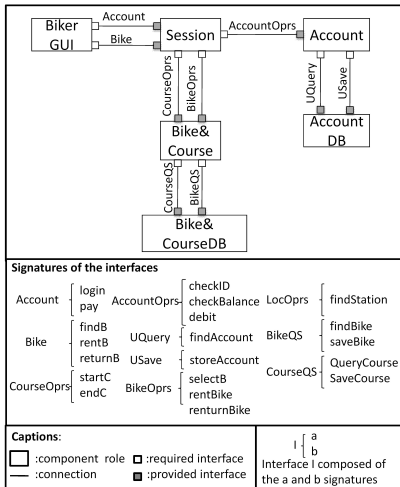 Biker GUI
Account
Bike
Session
AccountOprs
Account
CourseOprs
BikeOprs
UQuery
USave
Bike& Course
Account DB
CourseQS
BikeQS
Bike& CourseDB
Signatures of the interfaces
Account
login
pay
AccountOprs
checkID
checkBalance
debit
LocOprs
findStation
Bike
findB
rentB
returnB
UQuery
findAccount
BikeQS
findBike
saveBike
USave
storeAccount
CourseOprs
startC
endC
BikeOprs
selectB
rentBike
renturnBike
CourseQS
QueryCourse
SaveCourse
Captions:
:component role
:required interface
:connection
:provided interface
I
a
b
Interface I composed of
the a and b signatures